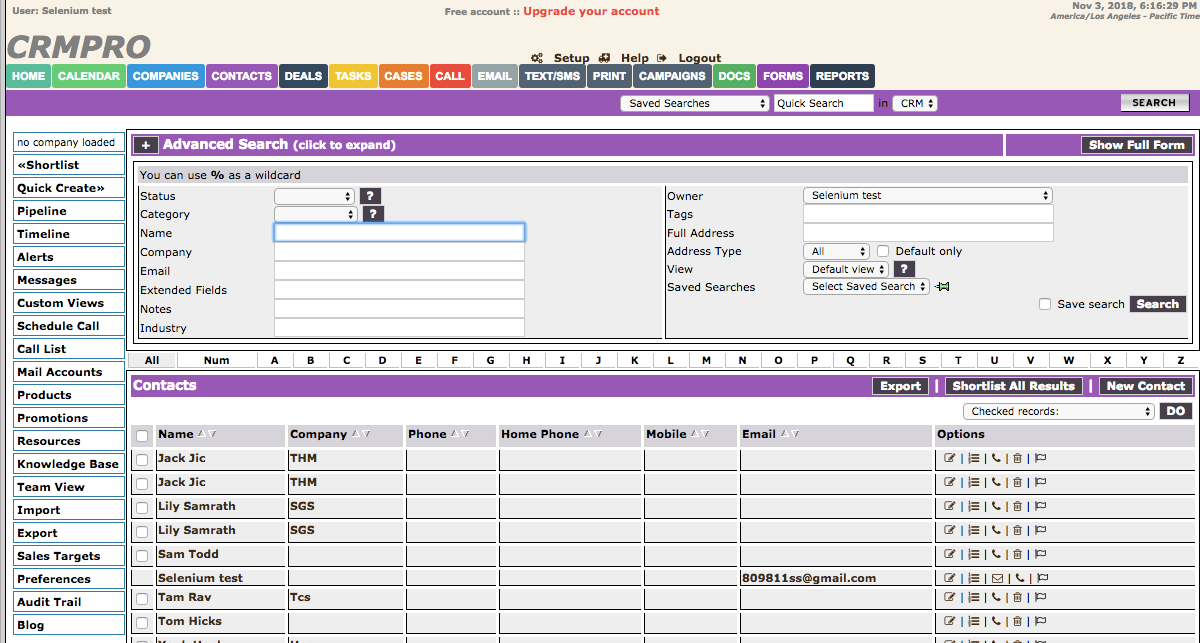 User: Selenium test
Free account :: Upgrade your account
Nov 3, 2018, 6:16:29 PM
America/Los Angeles - Pacific Time
CRMPRO
Setup Help Logout
HOME CALENDAR COMPANIES CONTACTS DEALS TASKS CASES CALL EMAIL TEXT/SMS PRINT CAMPAIGNS DOCS FORMS REPORTS
Saved Searches Quick Search in CRM SEARCH
no company loaded
«Shortlist
Quick Create»
Pipeline
Timeline
Alerts
Messages
Custom Views
Schedule Call
Call List
Mail Accounts
Products
Promotions
Resources
Knowledge Base
Team View
Import
Export
Sales Targets
Preferences
Audit Trail
Blog
+ Advanced Search (click to expand) Show Full Form
You can use % as a wildcard
Status ?
Category ?
Name
Company
Email
Extended Fields
Notes
Industry
Owner Selenium test
Tags
Full Address
Address Type All Default only
View Default view ?
Saved Searches Select Saved Search
Save search Search
All Num A B C D E F G H I J K L M N O P Q R S T U V W X Y Z
Contacts Export | Shortlist All Results | New Contact
Checked records: DO
Name Company Phone Home Phone Mobile Email Options
Jack Jic THM | | | |
Jack Jic THM | | | |
Lily Samrath SGS | | | |
Lily Samrath SGS | | | |
Sam Todd | | | |
Selenium test 809811ss@gmail.com | | | |
Tam Rav Tcs | | | |
Tom Hicks | | | |